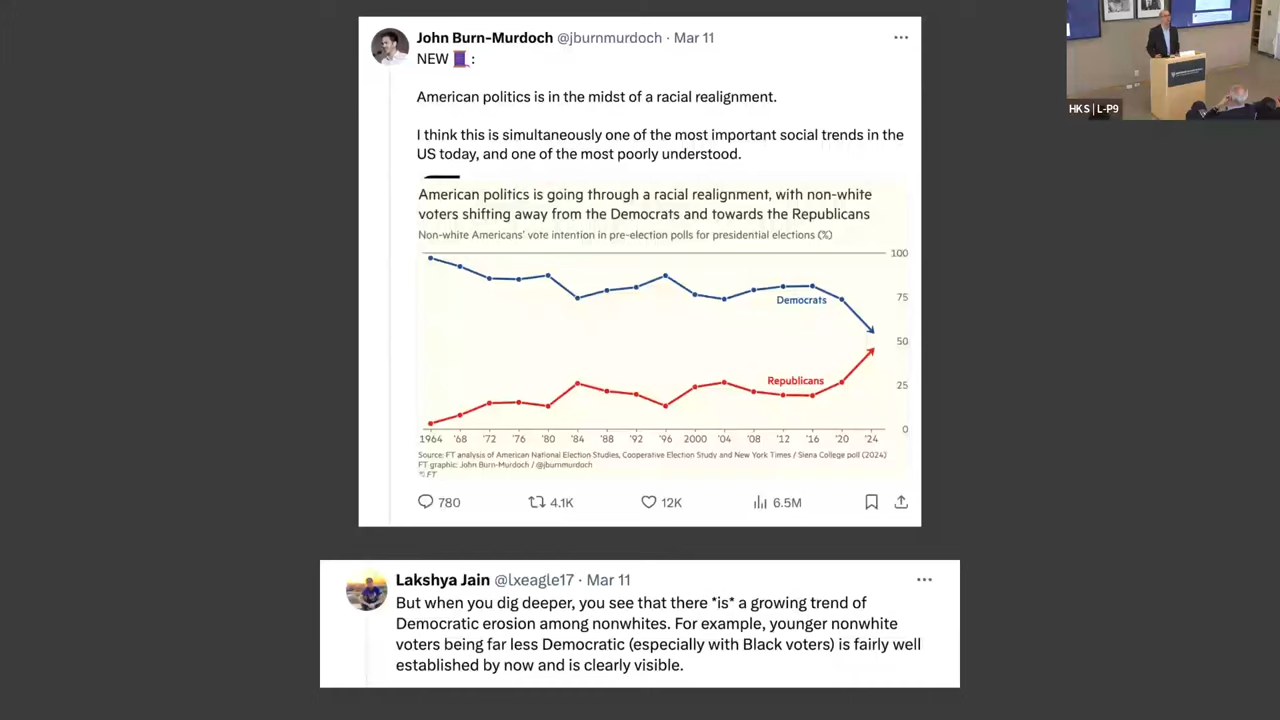 John Burn-Murdoch @jburnmurdoch · Mar 11
NEW 🧵:
American politics is in the midst of a racial realignment.
I think this is simultaneously one of the most important social trends in the
US today, and one of the most poorly understood.
American politics is going through a racial realignment, with non-white
voters shifting away from the Democrats and towards the Republicans
Non-white Americans' vote intention in pre-election polls for presidential elections (%)
100
75
Democrats
50
Republicans
25
0
1964 '68 '72 '76 '80 '84 '88 '92 '96 2000 '04 '08 '12 '16 '20 '24
Source: FT analysis of American National Election Studies, Cooperative Election Study and New York Times / Siena College poll (2024)
FT graphic: John Burn-Murdoch / @jburnmurdoch
© FT
780 4.1K 12K 6.5M
HKS | L-P9
Lakshya Jain @lxeagle17 · Mar 11
But when you dig deeper, you see that there *is* a growing trend of
Democratic erosion among nonwhites. For example, younger nonwhite
voters being far less Democratic (especially with Black voters) is fairly well
established by now and is clearly visible.